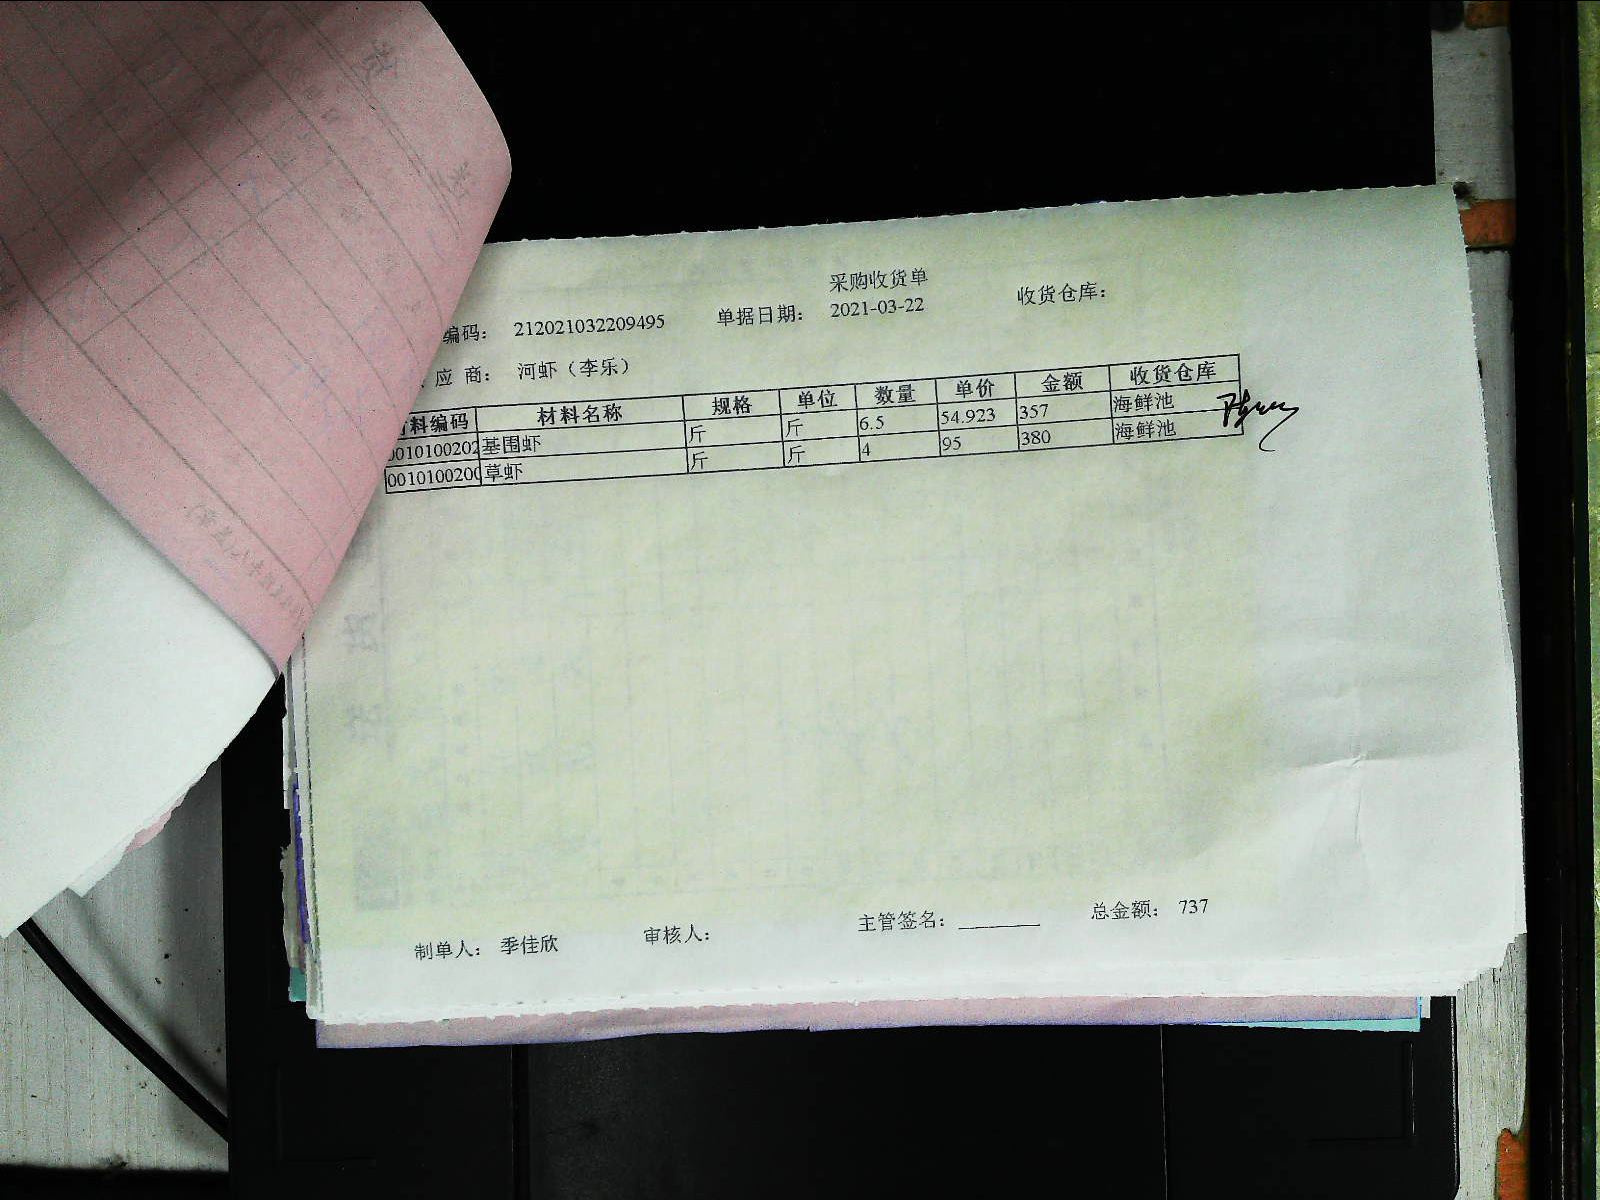 采购收货单
编码： 212021032209495 单据日期： 2021-03-22 收货仓库：
应 商： 河虾（李乐）
料编码 材料名称 规格 单位 数量 单价 金额 收货仓库
0010100202 基围虾 斤 斤 6.5 54.923 357 海鲜池
0010100200 草虾 斤 斤 4 95 380 海鲜池
制单人： 季佳欣 审核人： 主管签名：________ 总金额： 737